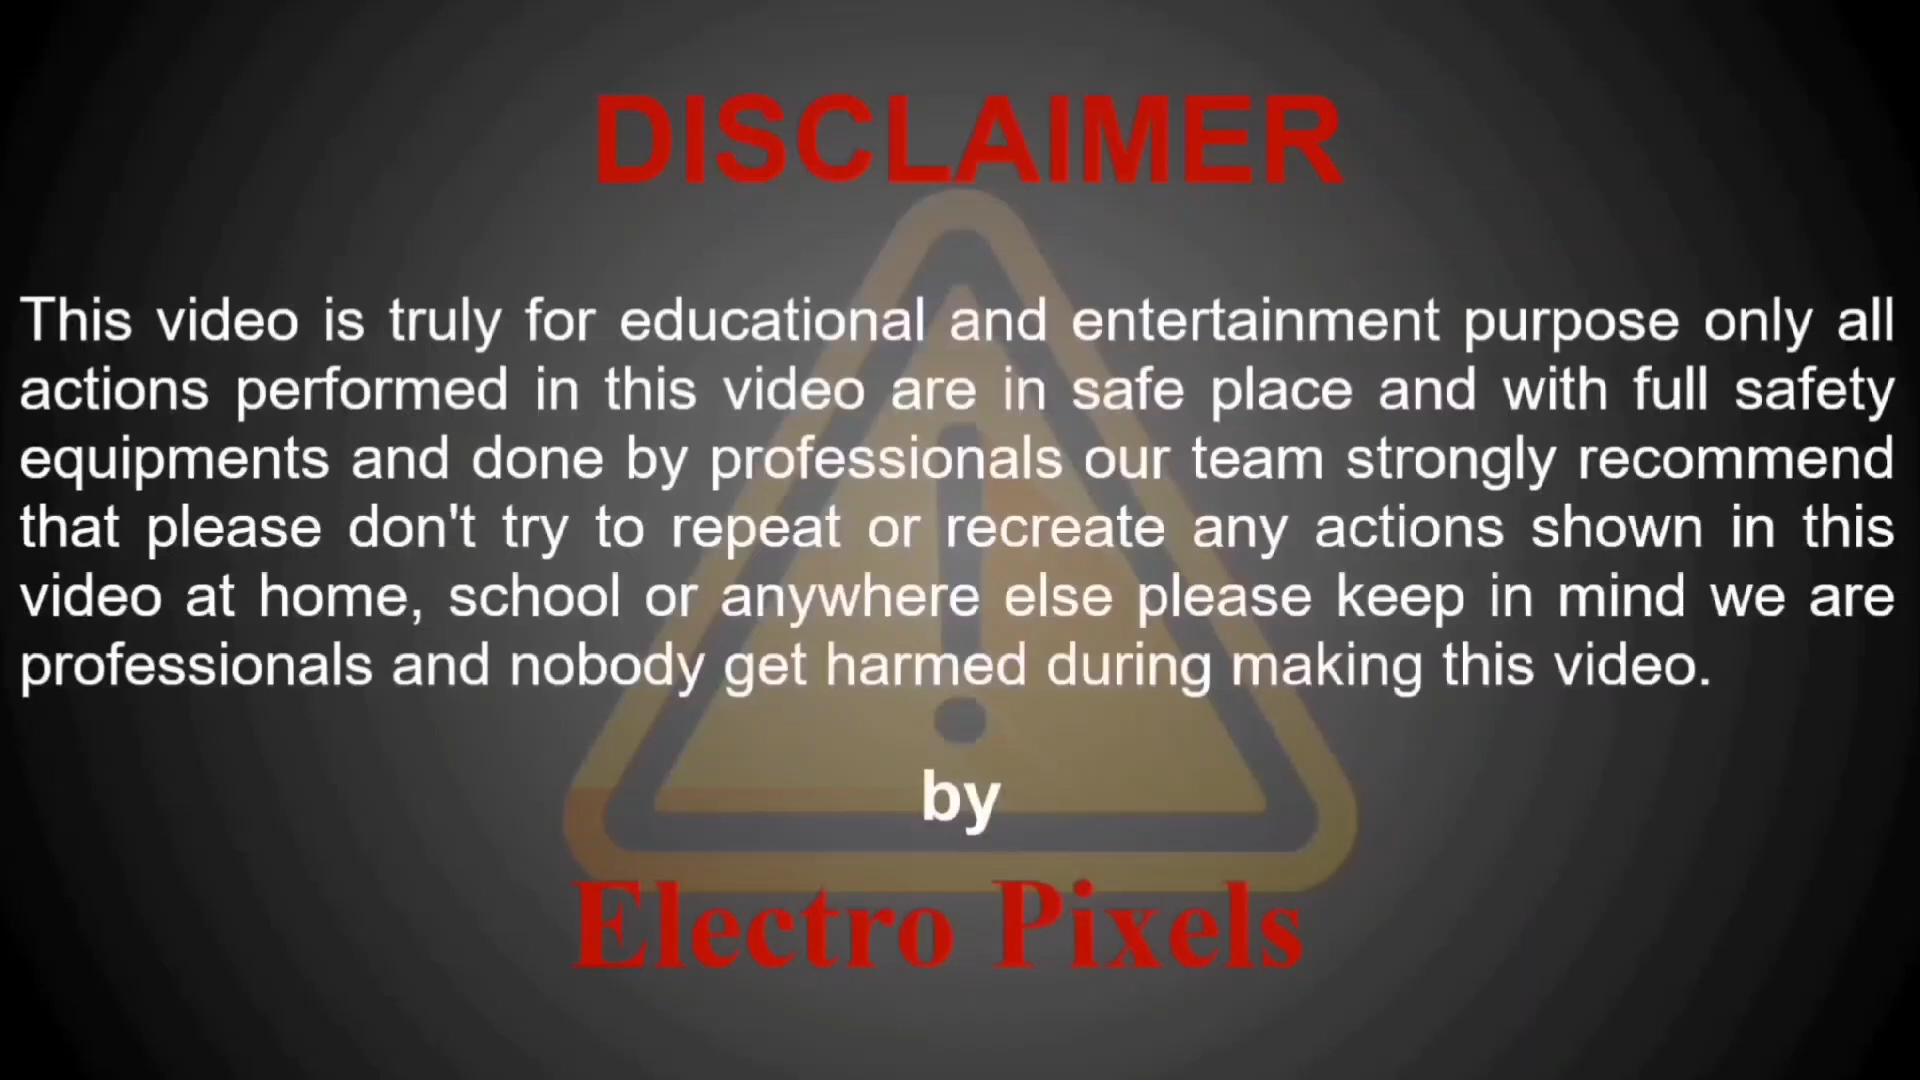 DISCLAIMER
This video is truly for educational and entertainment purpose only all
actions performed in this video are in safe place and with full safety
equipments and done by professionals our team strongly recommend
that please don't try to repeat or recreate any actions shown in this
video at home, school or anywhere else please keep in mind we are
professionals and nobody get harmed during making this video.
by
Electro Pixels